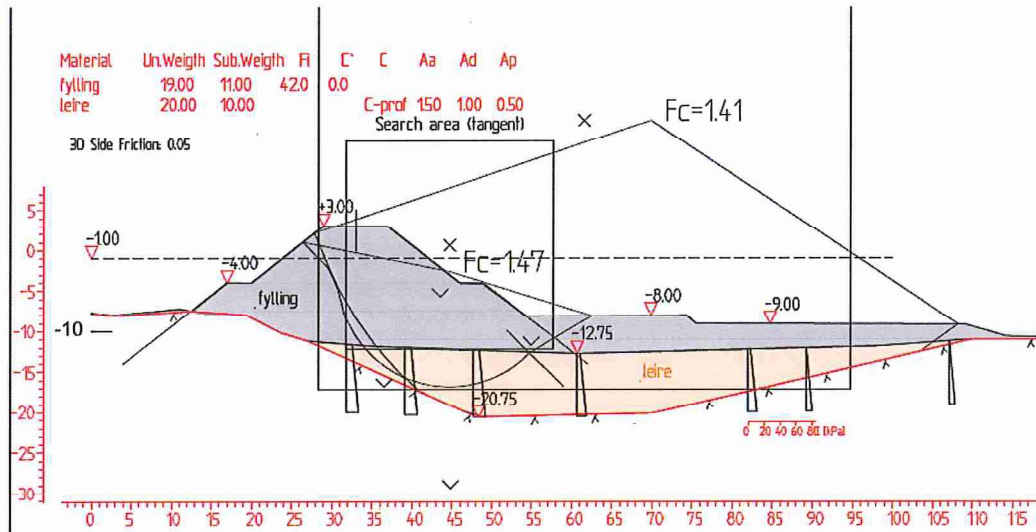 Material Un.Weigth Sub.Weigth Fi C` C Aa Ad Ap
fylling 19.00 11.00 42.0 0.0
leire 20.00 10.00 C-prof 1.50 1.00 0.50
Search area (tangent)
3D Side Friction: 0.05
Fc=1.41
+3.00
-1.00
Fc=1.47
-4.00
fylling
-8.00
-9.00
-10
-12.75
leire
-20.75
0 20 40 60 80 (kPa)
5
0
-5
-10
-15
-20
-25
-30
0 5 10 15 20 25 30 35 40 45 50 55 60 65 70 75 80 85 90 95 100 105 110 115